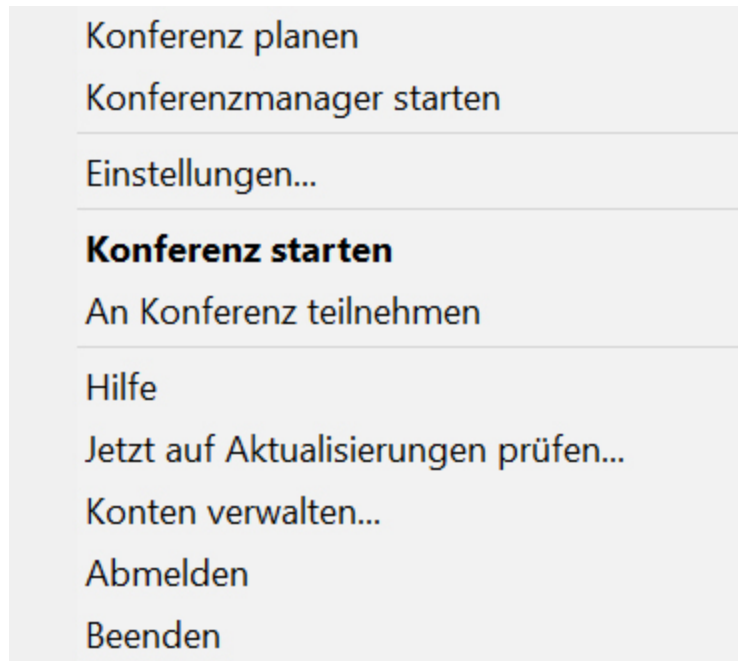 Konferenz planen
Konferenzmanager starten
Einstellungen...
Konferenz starten
An Konferenz teilnehmen
Hilfe
Jetzt auf Aktualisierungen prüfen...
Konten verwalten...
Abmelden
Beenden